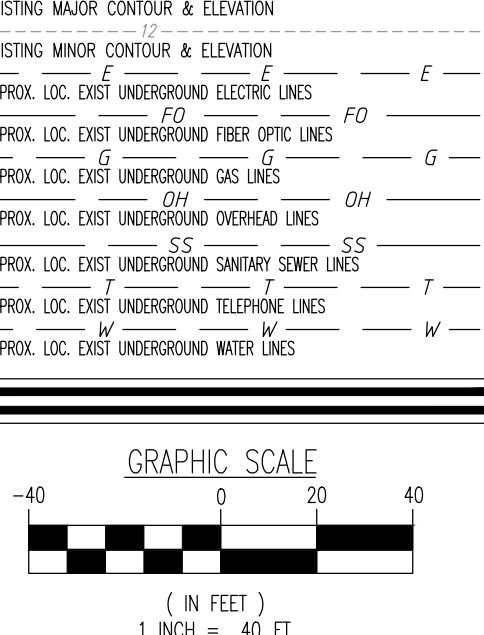 ISTING MAJOR CONTOUR & ELEVATION
12
ISTING MINOR CONTOUR & ELEVATION
E E E
PROX. LOC. EXIST UNDERGROUND ELECTRIC LINES
FO FO
PROX. LOC. EXIST UNDERGROUND FIBER OPTIC LINES
G G G
PROX. LOC. EXIST UNDERGROUND GAS LINES
OH OH
PROX. LOC. EXIST UNDERGROUND OVERHEAD LINES
SS SS
PROX. LOC. EXIST UNDERGROUND SANITARY SEWER LINES
T T T
PROX. LOC. EXIST UNDERGROUND TELEPHONE LINES
W W W
PROX. LOC. EXIST UNDERGROUND WATER LINES
GRAPHIC SCALE
-40 0 20 40
( IN FEET )
1 INCH = 40 FT